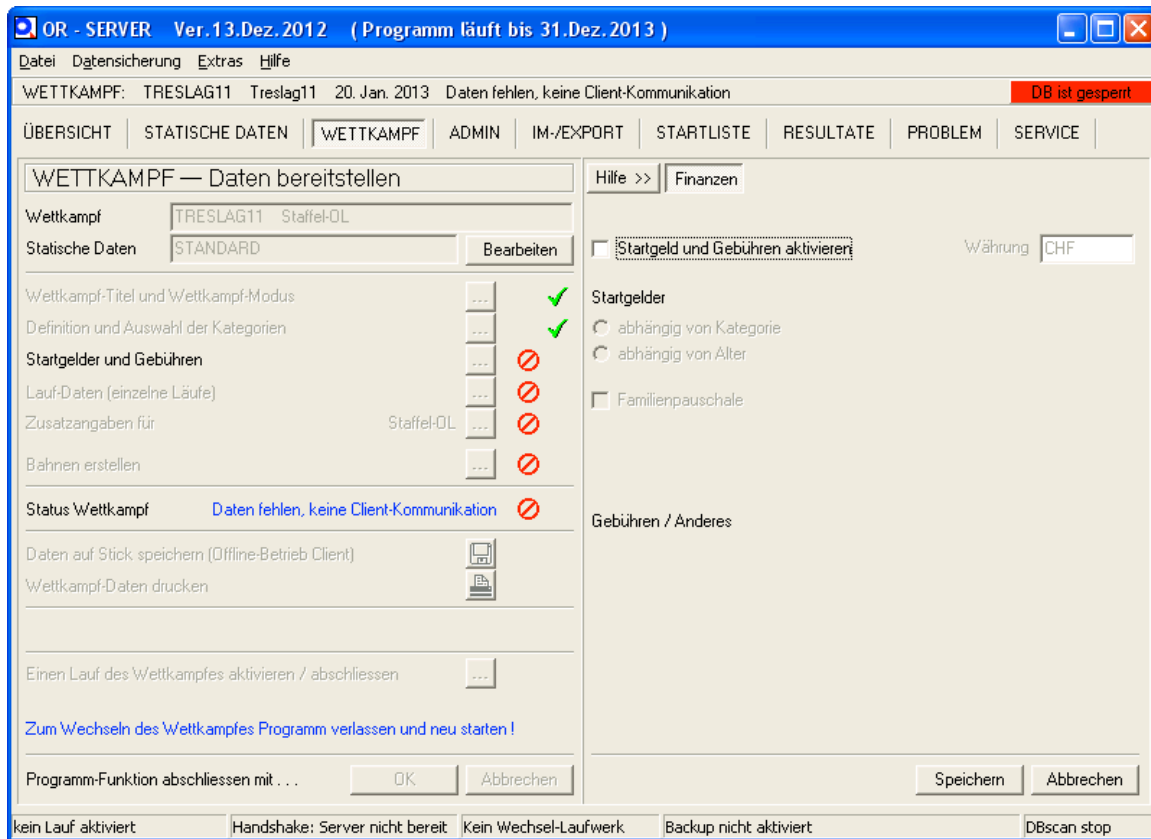 OR - SERVER Ver.13.Dez.2012 ( Programm läuft bis 31.Dez.2013 )
Datei Datensicherung Extras Hilfe
WETTKAMPF: TRESLAG11 Treslag11 20. Jan. 2013 Daten fehlen, keine Client-Kommunikation DB ist gesperrt
ÜBERSICHT STATISCHE DATEN WETTKAMPF ADMIN IM-/EXPORT STARTLISTE RESULTATE PROBLEM SERVICE
WETTKAMPF — Daten bereitstellen
Wettkampf TRESLAG11 Staffel-OL
Statische Daten STANDARD Bearbeiten
Wettkampf-Titel und Wettkampf-Modus ...
Definition und Auswahl der Kategorien ...
Startgelder und Gebühren ...
Lauf-Daten (einzelne Läufe) ...
Zusatzangaben für Staffel-OL ...
Bahnen erstellen ...
Status Wettkampf Daten fehlen, keine Client-Kommunikation
Daten auf Stick speichern (Offline-Betrieb Client)
Wettkampf-Daten drucken
Einen Lauf des Wettkampfes aktivieren / abschliessen ...
Zum Wechseln des Wettkampfes Programm verlassen und neu starten !
Programm-Funktion abschliessen mit . . . OK Abbrechen
Hilfe >> Finanzen
Startgeld und Gebühren aktivieren Währung CHF
Startgelder
abhängig von Kategorie
abhängig von Alter
Familienpauschale
Gebühren / Anderes
Speichern Abbrechen
kein Lauf aktiviert Handshake: Server nicht bereit Kein Wechsel-Laufwerk Backup nicht aktiviert DBscan stop